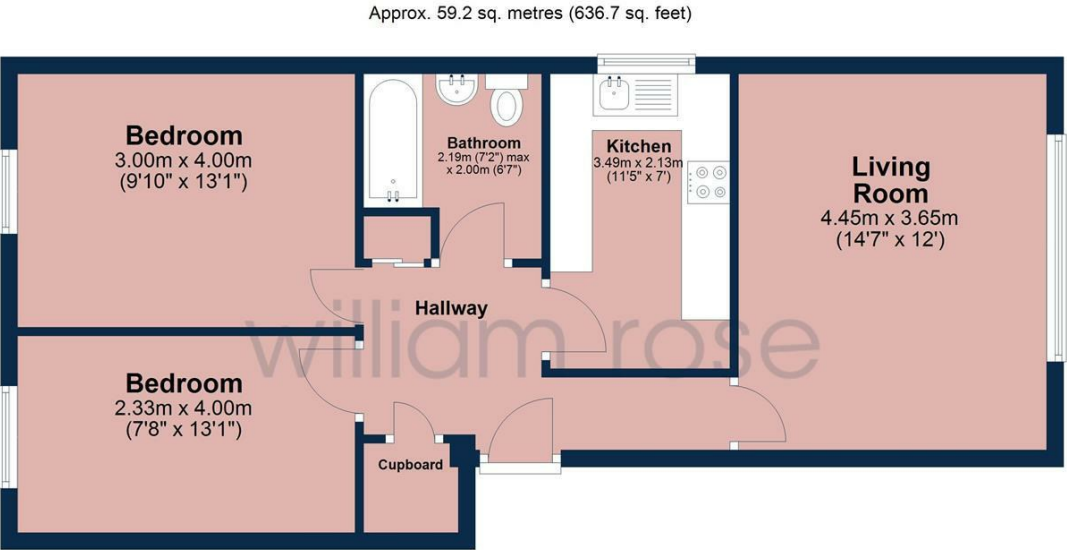 Approx. 59.2 sq. metres (636.7 sq. feet)
Bedroom
3.00m x 4.00m
(9'10" x 13'1")
Bathroom
2.19m (7'2") max
x 2.00m (6'7")
Kitchen
3.49m x 2.13m
(11'5" x 7')
Living
Room
4.45m x 3.65m
(14'7" x 12')
Hallway
william rose
Bedroom
2.33m x 4.00m
(7'8" x 13'1")
Cupboard